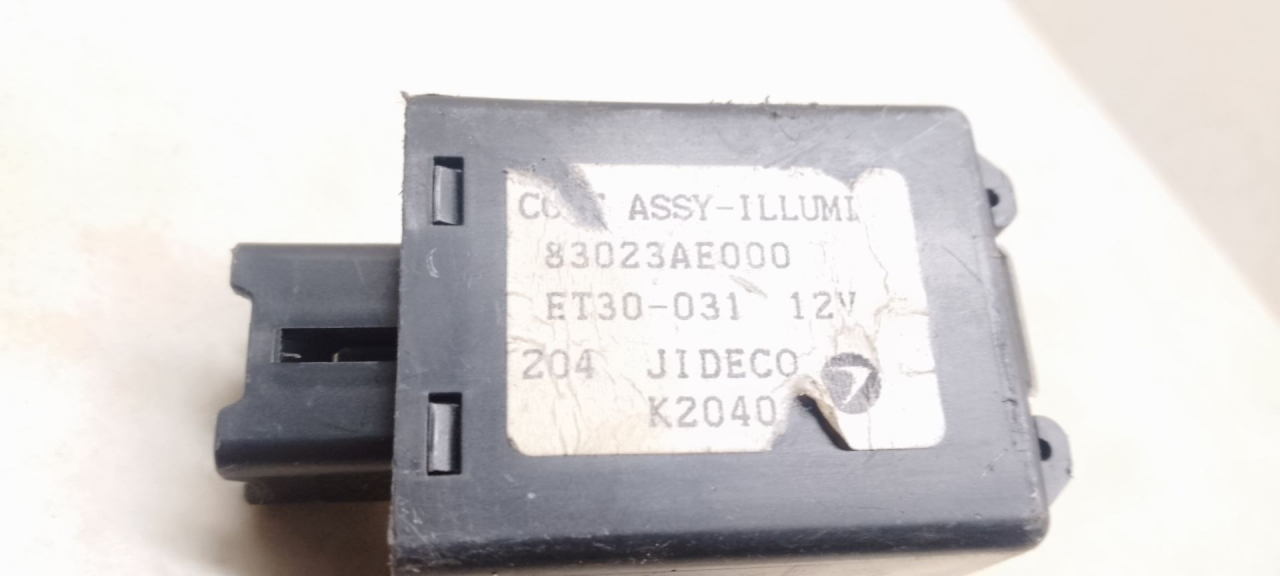 ASSY-ILLUMI
83023AE000
ET30-031 12V
204 JIDECO
K2040